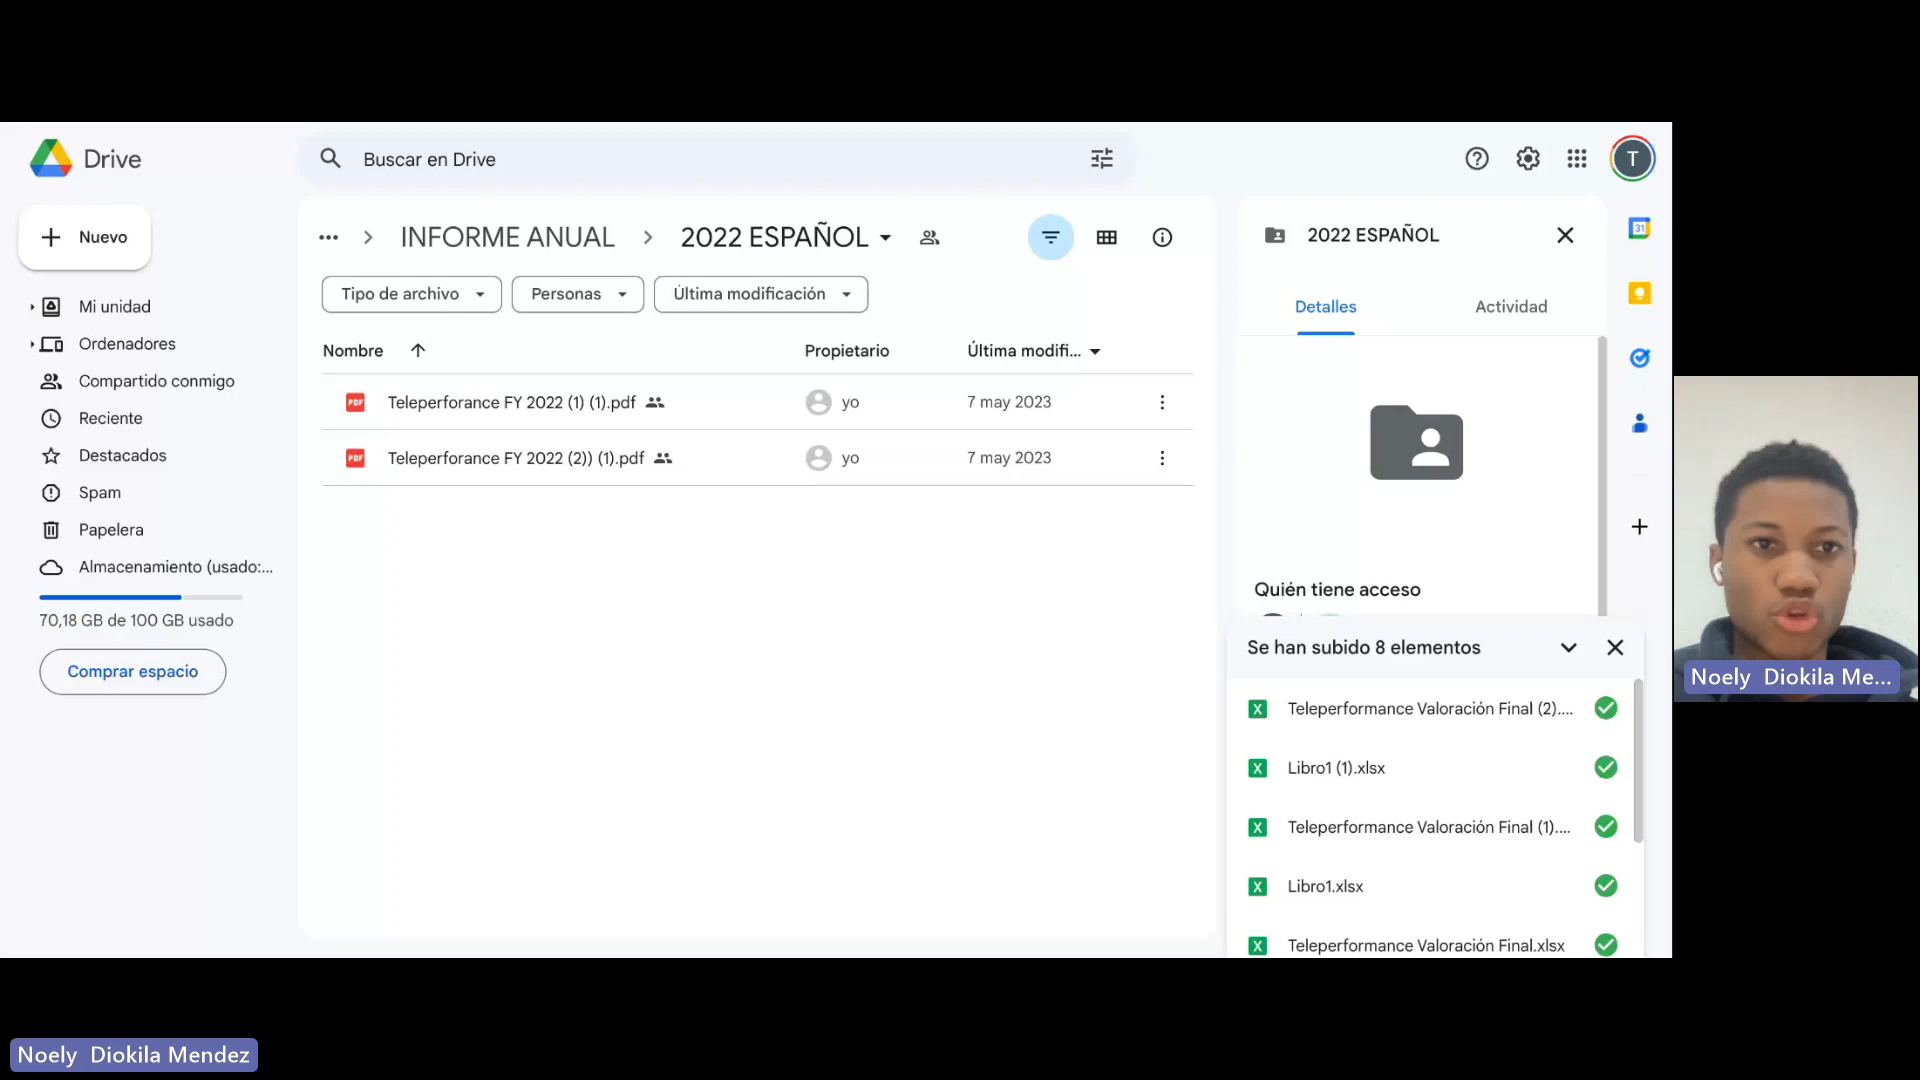 Drive
Buscar en Drive
T
Nuevo
INFORME ANUAL
2022 ESPAÑOL
Tipo de archivo
Personas
Última modificación
Nombre
Propietario
Última modifi...
PDF
Teleperforance FY 2022 (1) (1).pdf
yo
7 may 2023
PDF
Teleperforance FY 2022 (2)) (1).pdf
yo
7 may 2023
Mi unidad
Ordenadores
Compartido conmigo
Reciente
Destacados
Spam
Papelera
Almacenamiento (usado:...
70,18 GB de 100 GB usado
Comprar espacio
2022 ESPAÑOL
Detalles
Actividad
Quién tiene acceso
31
Se han subido 8 elementos
X
Teleperformance Valoración Final (2)....
X
Libro1 (1).xlsx
X
Teleperformance Valoración Final (1)....
X
Libro1.xlsx
X
Teleperformance Valoración Final.xlsx
Noely Diokila Me...
Noely Diokila Mendez